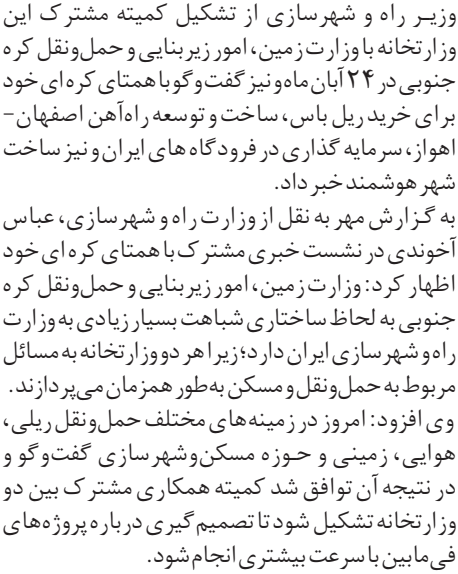 وزیر راه و شهرسازی از تشکیل کمیته مشترک این
وزارتخانه با وزارت زمین، امور زیربنایی و حمل‌ونقل کره
جنوبی در ۲۴ آبان ماه و نیز گفت‌وگو با همتای کره ای خود
برای خرید ریل باس، ساخت و توسعه راه‌آهن اصفهان -
اهواز، سرمایه گذاری در فرودگاه های ایران و نیز ساخت
شهر هوشمند خبر داد.
به گزارش مهر به نقل از وزارت راه و شهرسازی، عباس
آخوندی در نشست خبری مشترک با همتای کره ای خود
اظهار کرد: وزارت زمین، امور زیربنایی و حمل‌ونقل کره
جنوبی به لحاظ ساختاری شباهت بسیار زیادی به وزارت
راه و شهرسازی ایران دارد؛ زیرا هر دو وزارتخانه به مسائل
مربوط به حمل‌ونقل و مسکن به‌طور همزمان می‌پردازند.
وی افزود: امروز در زمینه‌های مختلف حمل‌ونقل ریلی،
هوایی، زمینی و حوزه مسکن‌وشهرسازی گفت‌وگو و
در نتیجه آن توافق شد کمیته همکاری مشترک بین دو
وزارتخانه تشکیل شود تا تصمیم گیری درباره پروژه‌های
فی‌مابین با سرعت بیشتری انجام شود.